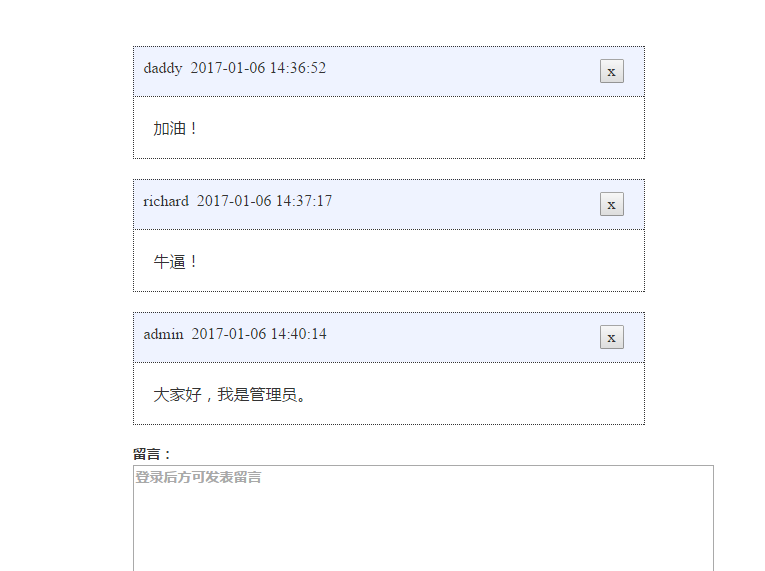 daddy  2017-01-06 14:36:52
x
加油！
richard  2017-01-06 14:37:17
x
牛逼！
admin  2017-01-06 14:40:14
x
大家好，我是管理员。
留言：
登录后方可发表留言